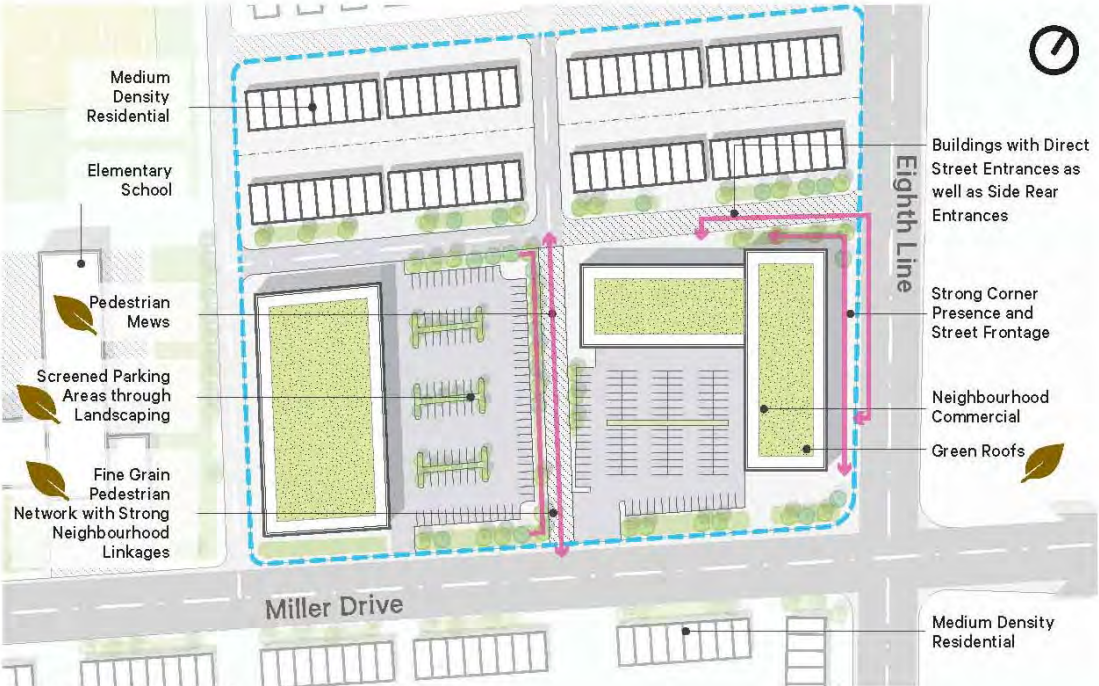 Medium
Density
Residential
Elementary
School
Pedestrian
Mews
Screened Parking
Areas through
Landscaping
Fine Grain
Pedestrian
Network with Strong
Neighbourhood
Linkages
Miller Drive
Eighth Line
Buildings with Direct
Street Entrances as
well as Side Rear
Entrances
Strong Corner
Presence and
Street Frontage
Neighbourhood
Commercial
Green Roofs
Medium Density
Residential